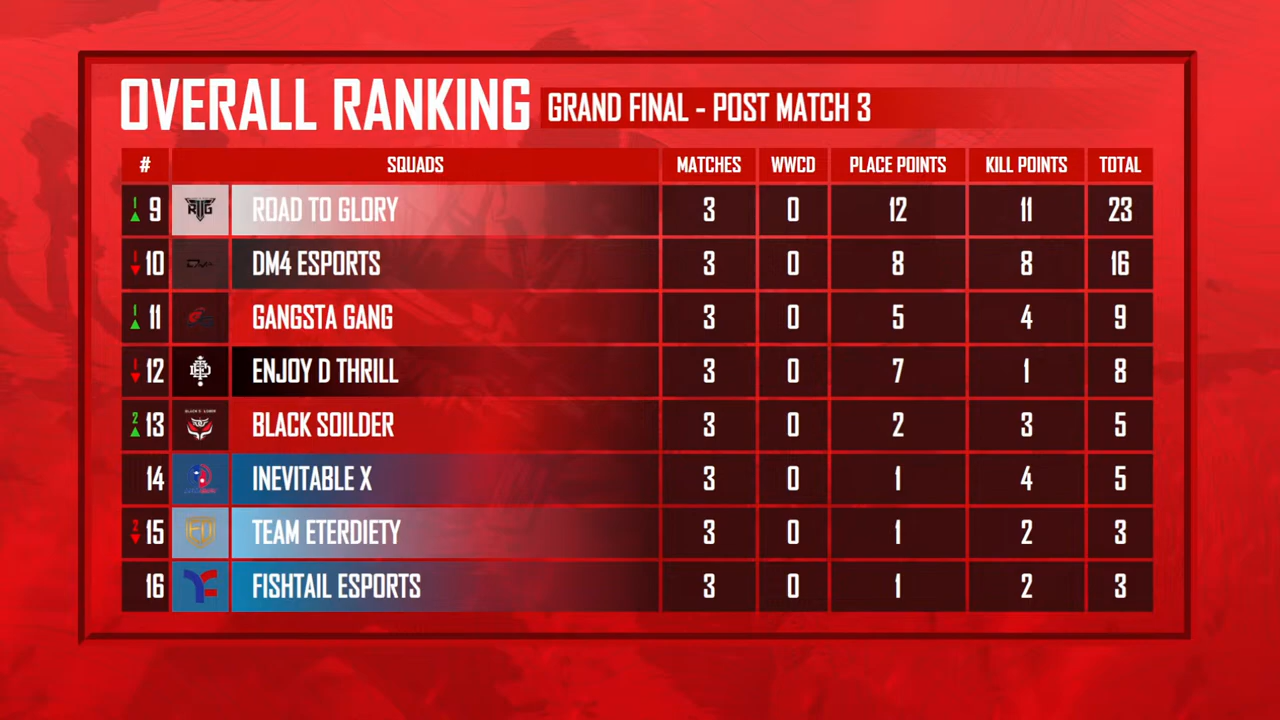 OVERALL RANKING GRAND FINAL - POST MATCH 3
# SQUADS MATCHES WWCD PLACE POINTS KILL POINTS TOTAL
1 9 RTG ROAD TO GLORY 3 0 12 11 23
1 10 DM4 ESPORTS 3 0 8 8 16
1 11 GANGSTA GANG 3 0 5 4 9
1 12 ENJOY D THRILL 3 0 7 1 8
2 13 BLACK SOILDER 3 0 2 3 5
14 INEVITABLE X 3 0 1 4 5
2 15 TEAM ETERDIETY 3 0 1 2 3
16 FISHTAIL ESPORTS 3 0 1 2 3